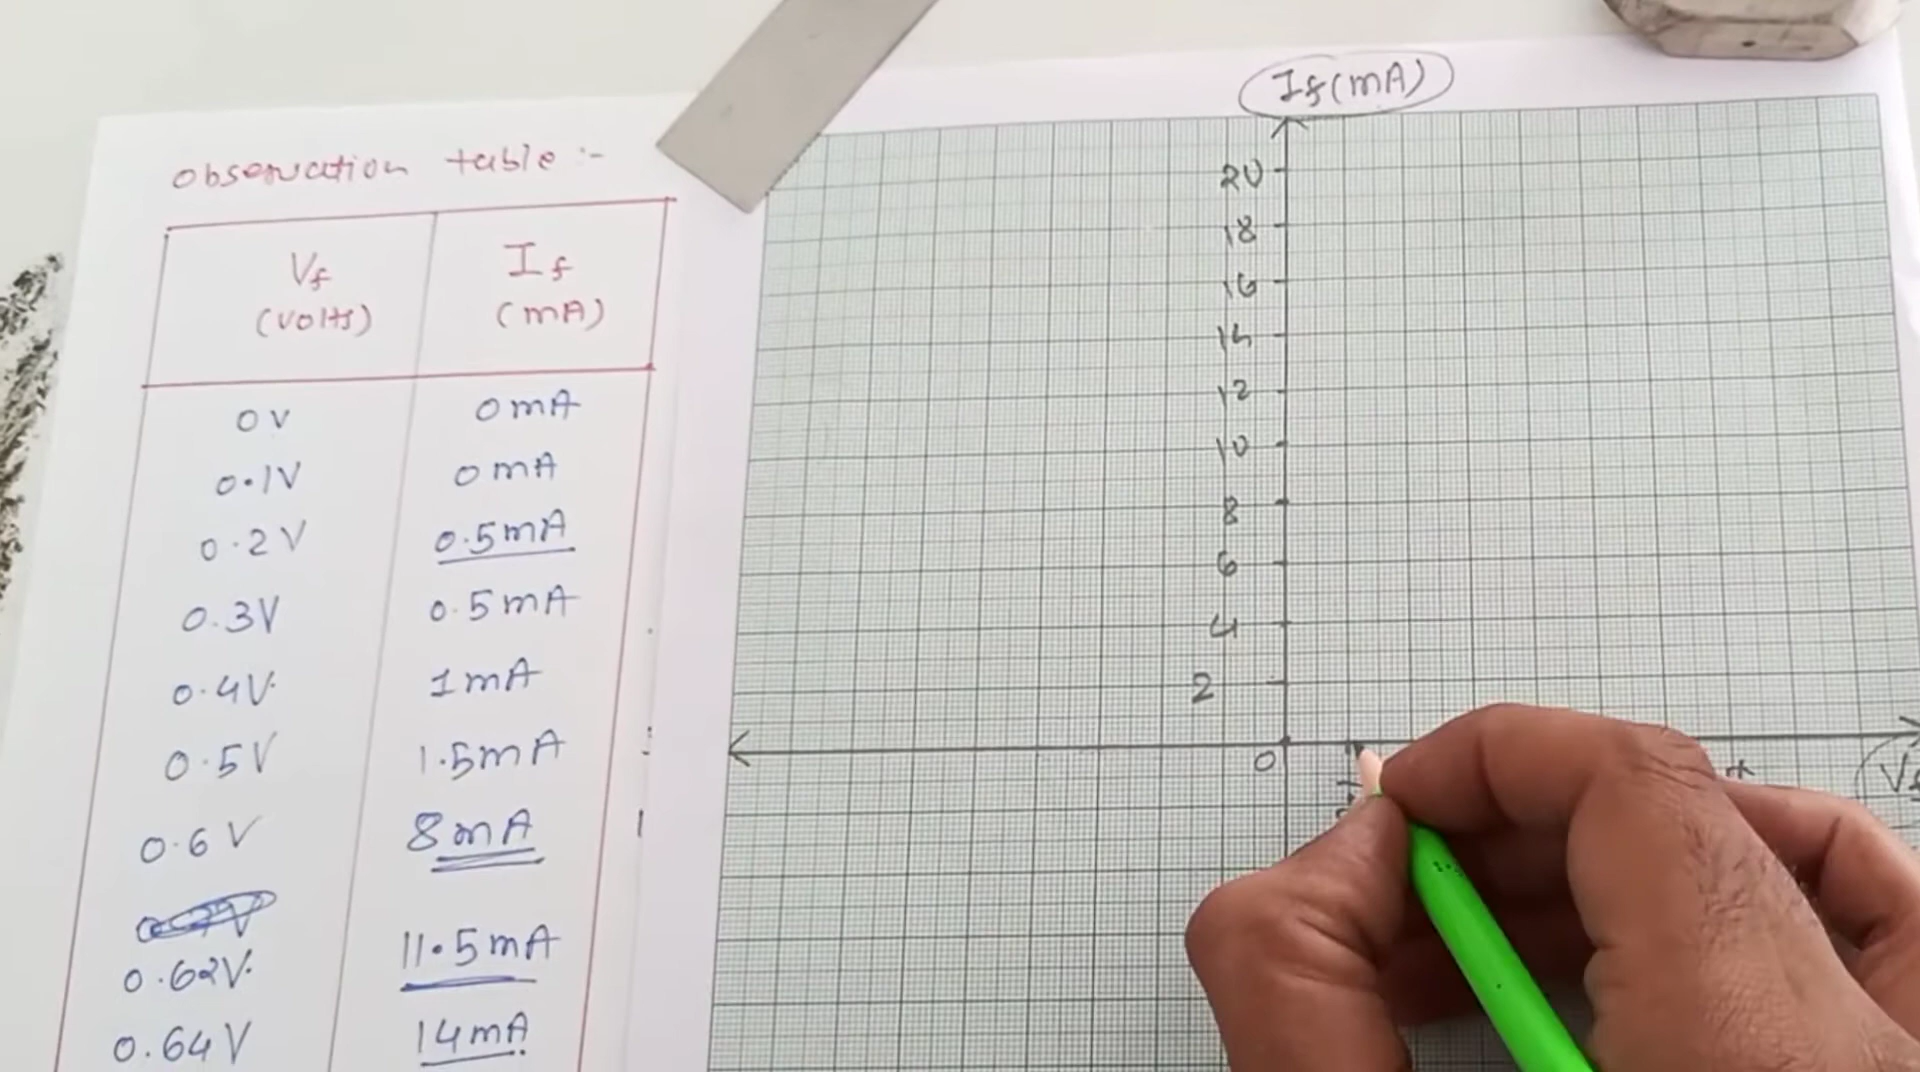 observation table :-
Vf If
(volts) (mA)
0V 0mA
0.1V 0mA
0.2V 0.5mA
0.3V 0.5mA
0.4V 1mA
0.5V 1.5mA
0.6V 8mA
0.62V 11.5mA
0.64V 14mA
If(mA)
20
18
16
14
12
10
8
6
4
2
0